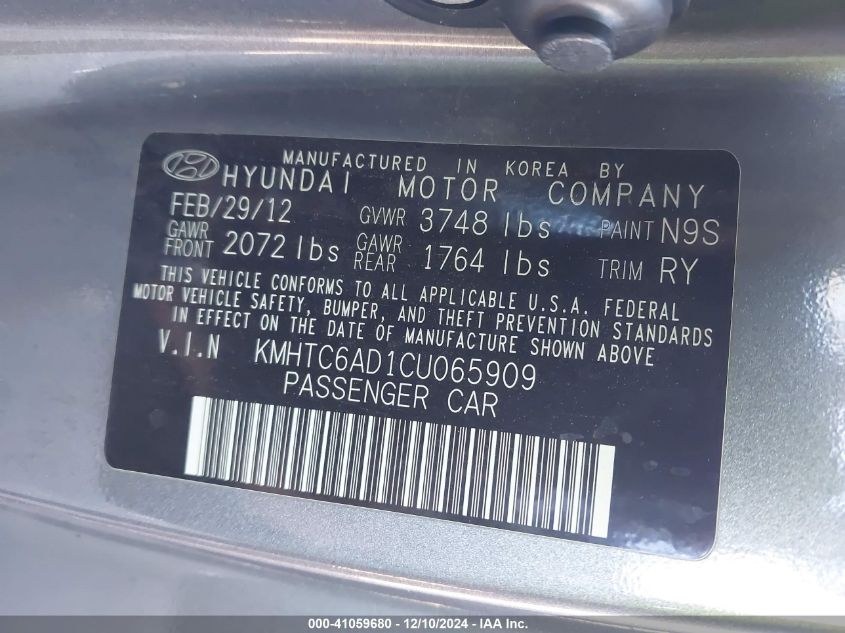 MANUFACTURED IN KOREA BY
HYUNDAI MOTOR COMPANY
FEB/29/12 GVWR 3748 lbs PAINT N9S
GAWR FRONT 2072 lbs GAWR REAR 1764 lbs TRIM RY
THIS VEHICLE CONFORMS TO ALL APPLICABLE U.S.A. FEDERAL
MOTOR VEHICLE SAFETY, BUMPER, AND THEFT PREVENTION STANDARDS
IN EFFECT ON THE DATE OF MANUFACTURE SHOWN ABOVE
V.I.N KMHTC6AD1CU065909
PASSENGER CAR
000-41059680 - 12/10/2024 - IAA Inc.